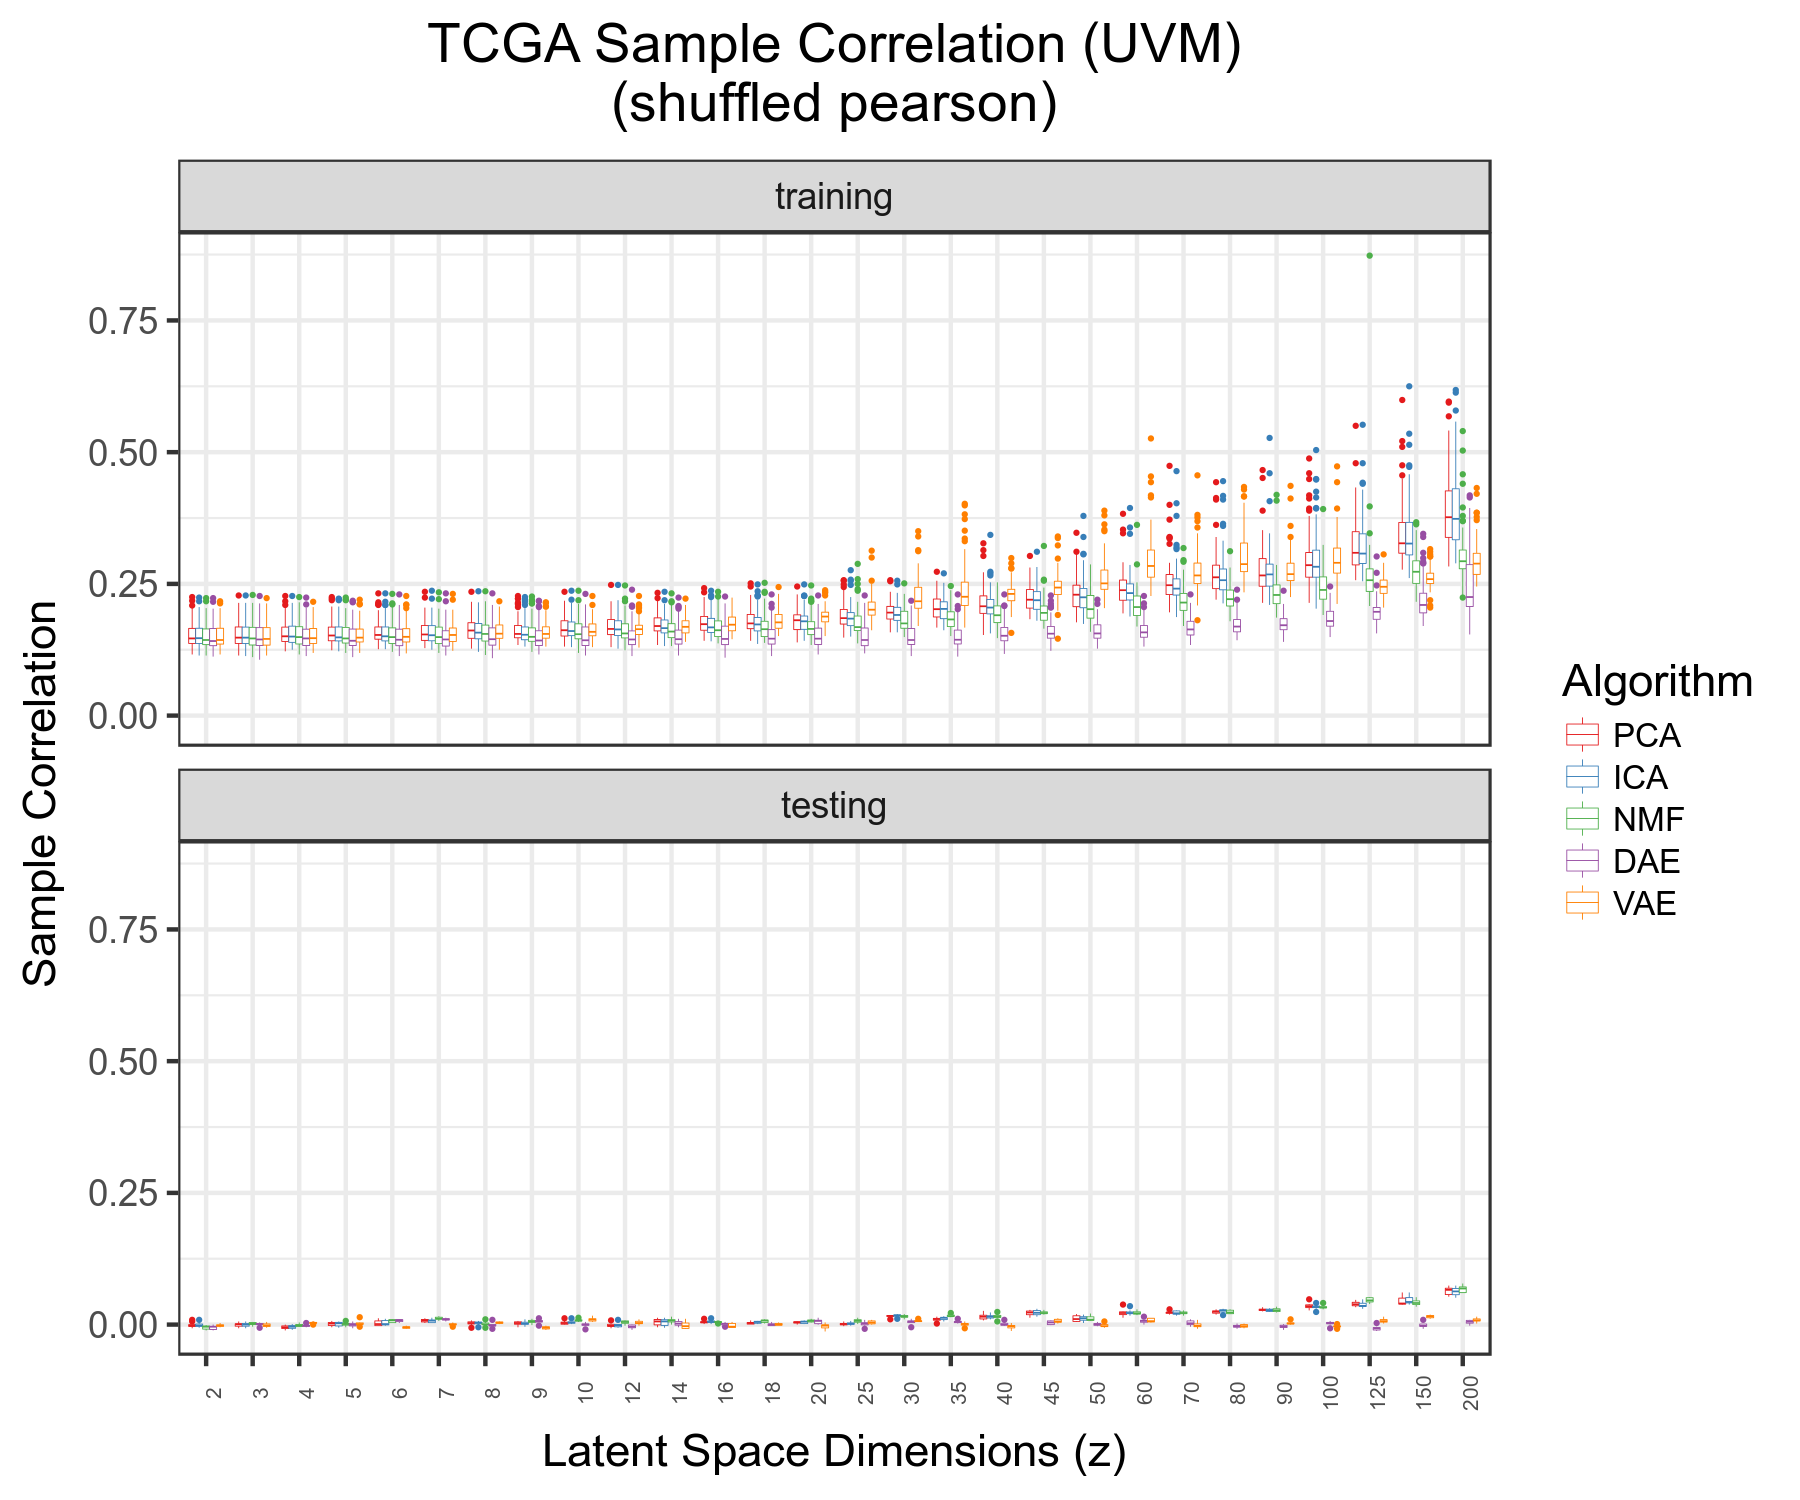 TCGA Sample Correlation (UVM)
(shuffled pearson)
training
0.75
0.50
0.25
0.00
testing
0.75
0.50
0.25
0.00
Sample Correlation
2 3 4 5 6 7 8 9 10 12 14 16 18 20 25 30 35 40 45 50 60 70 80 90 100 125 150 200
Latent Space Dimensions (z)
Algorithm
PCA
ICA
NMF
DAE
VAE